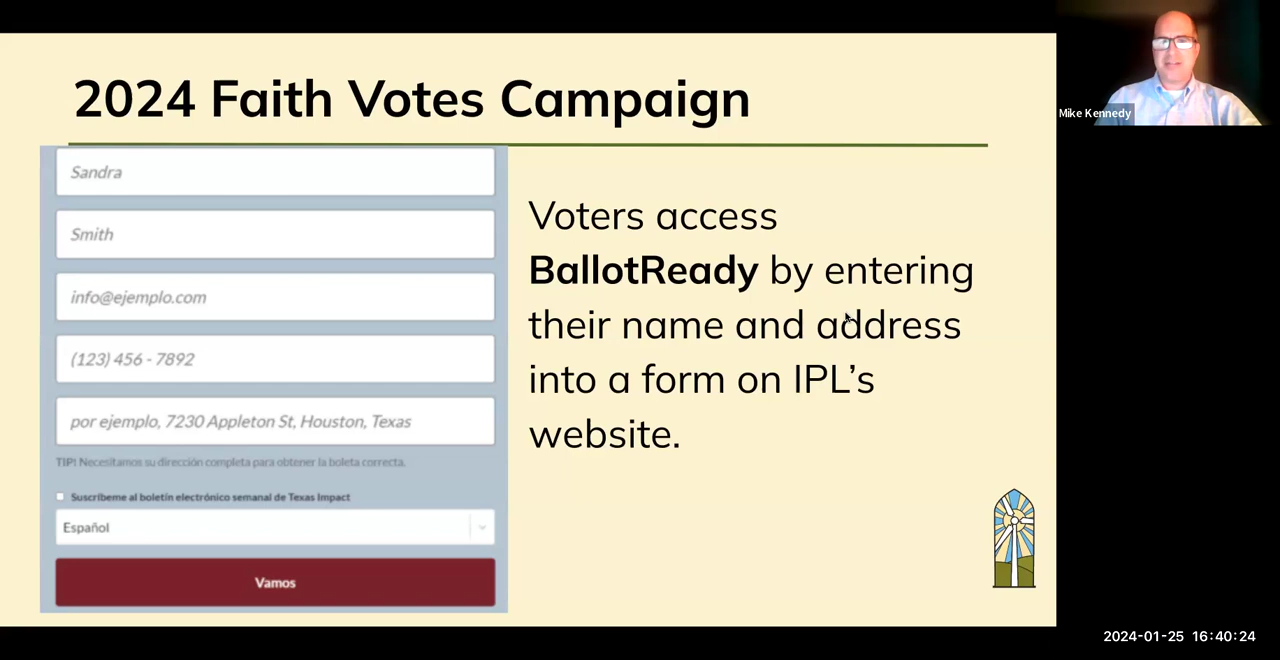 2024 Faith Votes Campaign
Sandra
Smith
info@ejemplo.com
(123) 456 - 7892
por ejemplo, 7230 Appleton St, Houston, Texas
TIP! Necesitamos su dirección completa para obtener la boleta correcta.
Suscríbeme al boletín electrónico semanal de Texas Impact
Español
Vamos
Voters access
BallotReady by entering
their name and address
into a form on IPL’s
website.
Mike Kennedy
2024-01-25 16:40:24